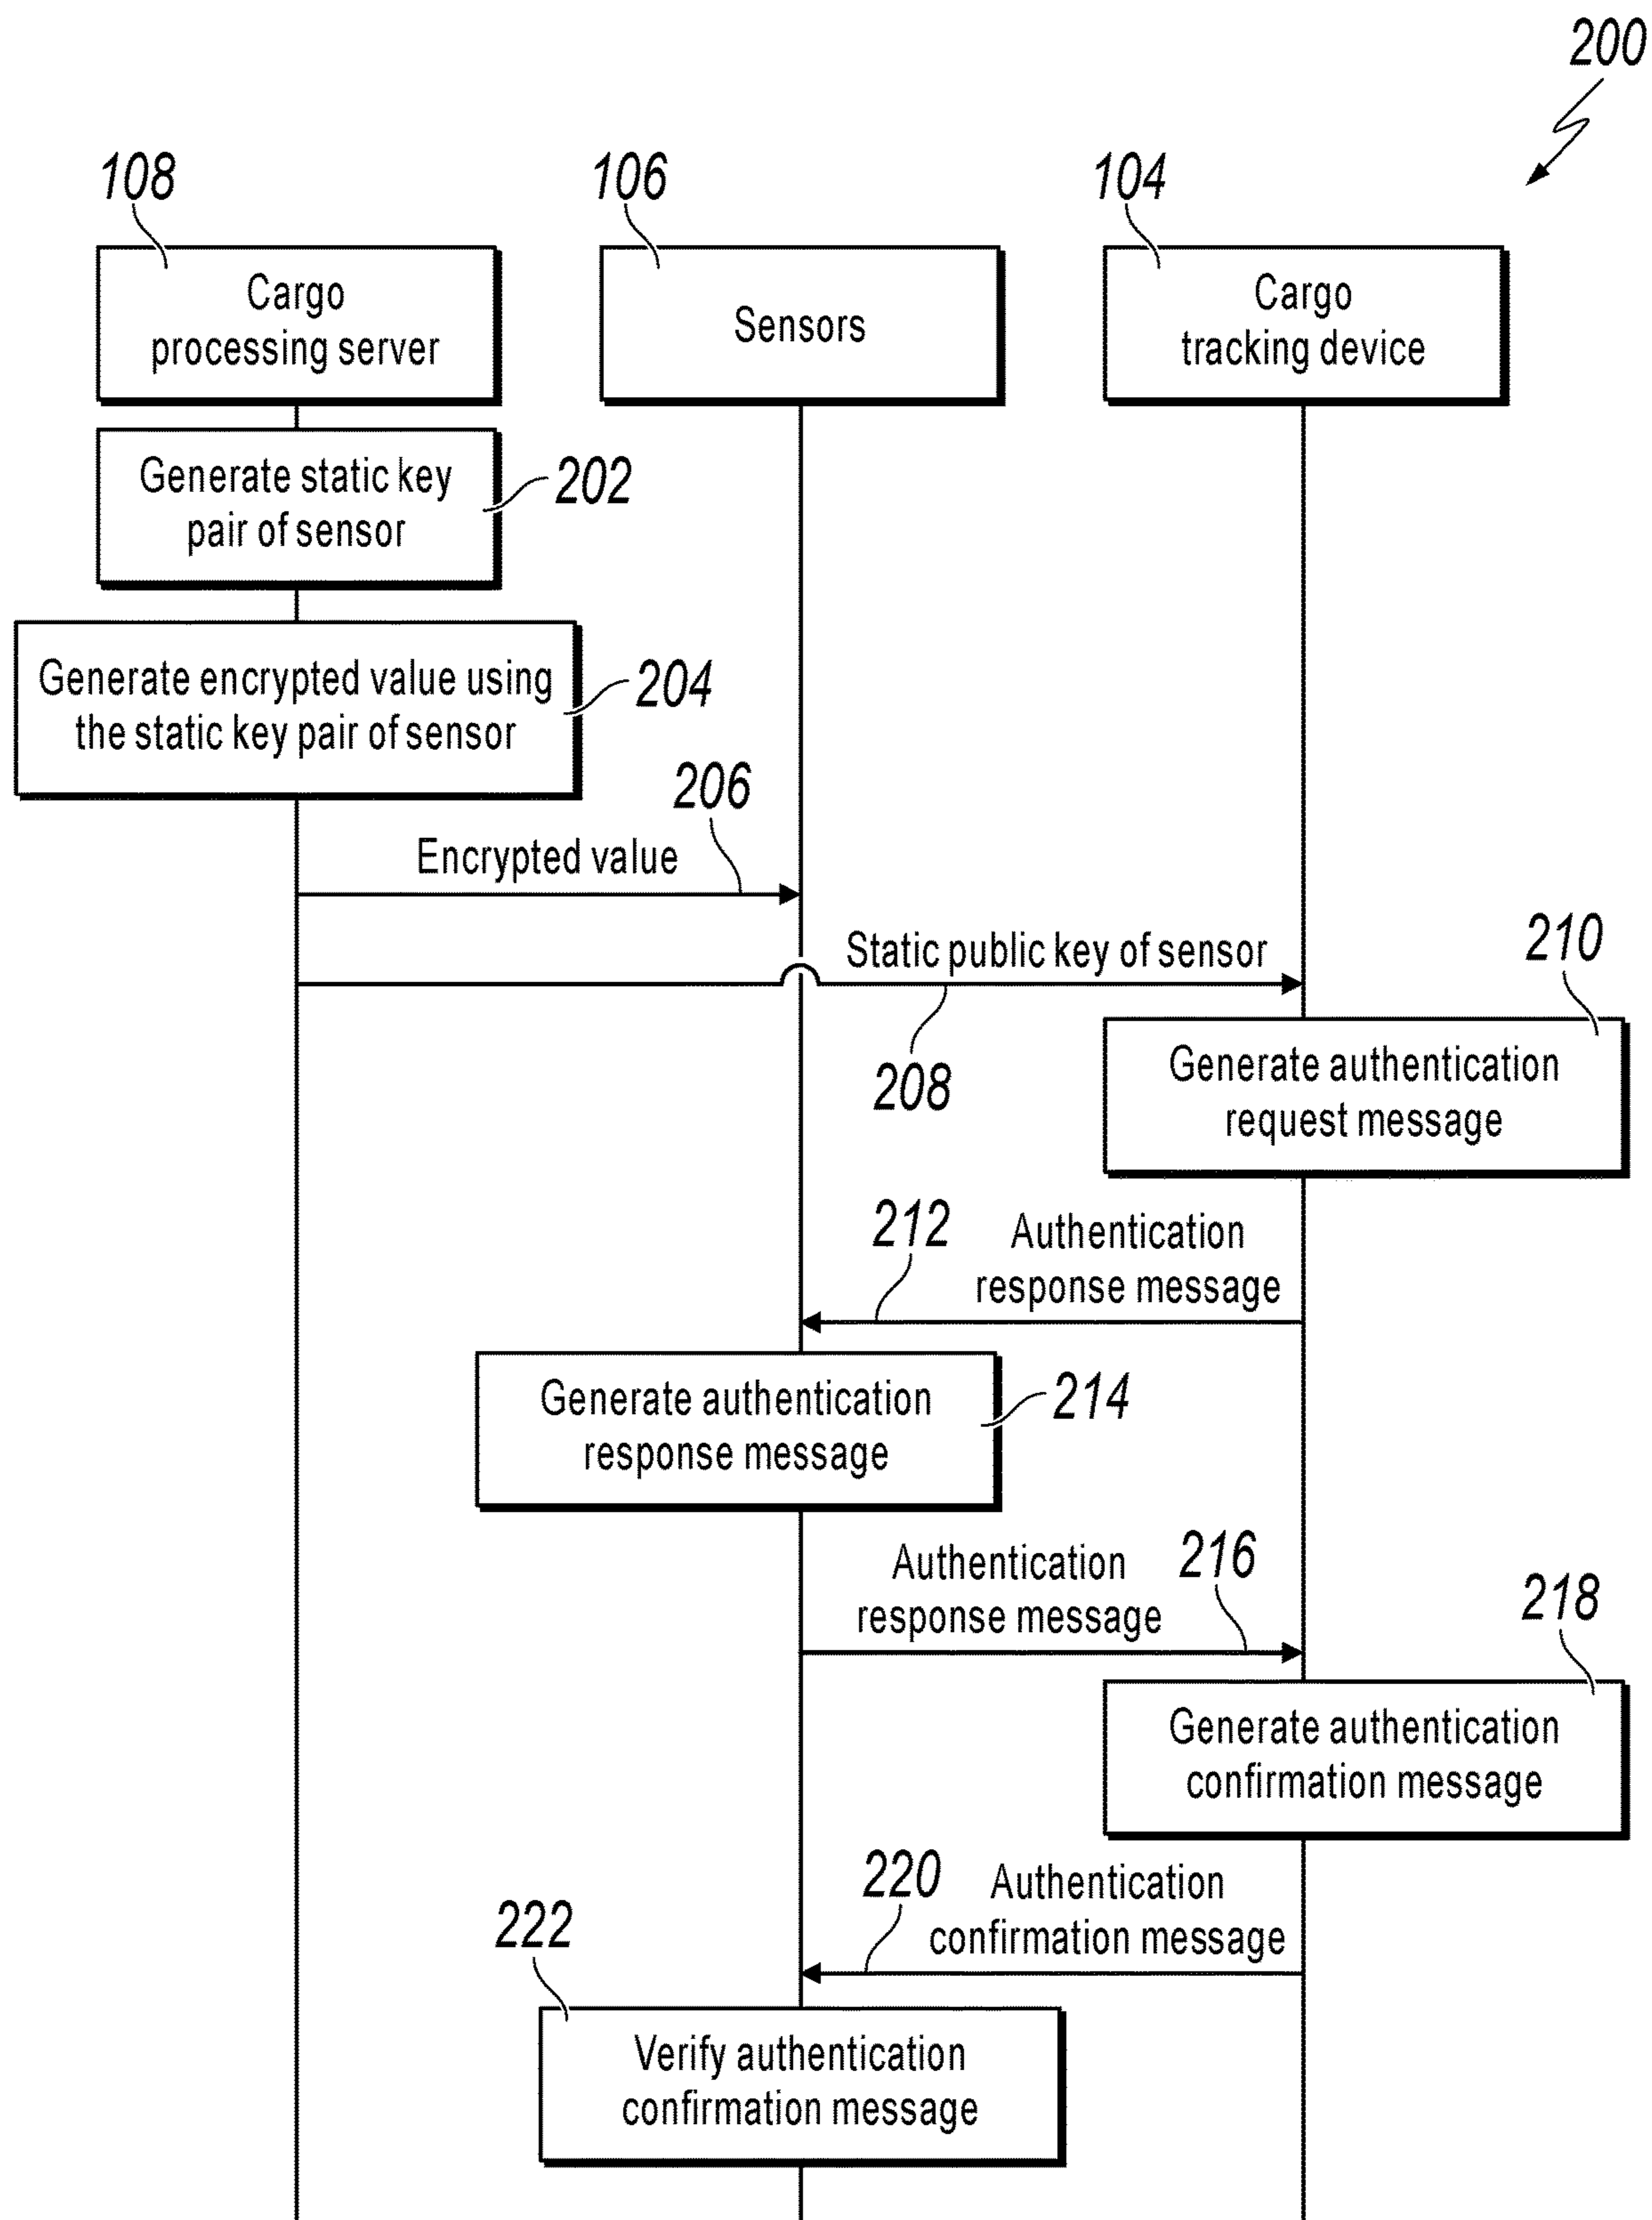 200
108
106
104
Cargo
processing server
Sensors
Cargo
tracking device
Generate static key
pair of sensor
202
Generate encrypted value using
the static key pair of sensor
204
206
Encrypted value
Static public key of sensor
210
208
Generate authentication
request message
212
Authentication
response message
Generate authentication
response message
214
Authentication
response message
216
218
Generate authentication
confirmation message
220
Authentication
confirmation message
222
Verify authentication
confirmation message